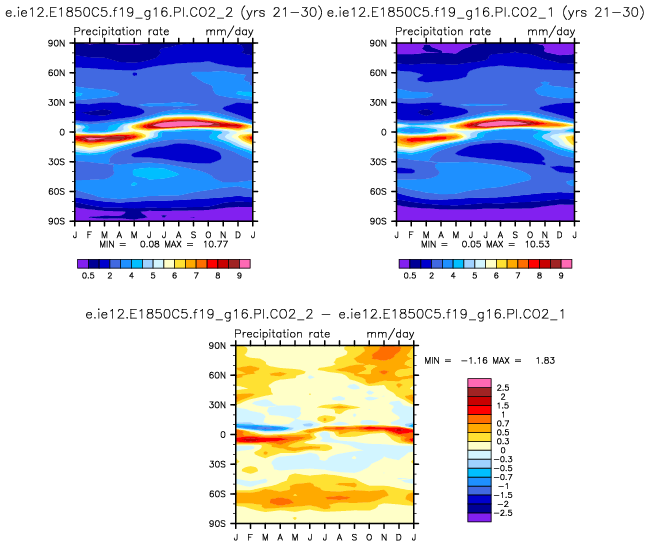 e.ie12.E1850C5.f19_g16.PI.CO2_2 (yrs 21-30) e.ie12.E1850C5.f19_g16.PI.CO2_1 (yrs 21-30)
Precipitation rate mm/day
90N
60N
30N
0
30S
60S
90S
J F M A M J J A S O N D J
MIN = 0.08 MAX = 10.77
0.5 2 4 5 6 7 8 9
Precipitation rate mm/day
90N
60N
30N
0
30S
60S
90S
J F M A M J J A S O N D J
MIN = 0.05 MAX = 10.53
0.5 2 4 5 6 7 8 9
e.ie12.E1850C5.f19_g16.PI.CO2_2 - e.ie12.E1850C5.f19_g16.PI.CO2_1
Precipitation rate mm/day
MIN = -1.16 MAX = 1.83
90N
60N
30N
0
30S
60S
90S
J F M A M J J A S O N D J
2.5
2
1.5
1
0.7
0.5
0.3
0
-0.3
-0.5
-0.7
-1
-1.5
-2
-2.5